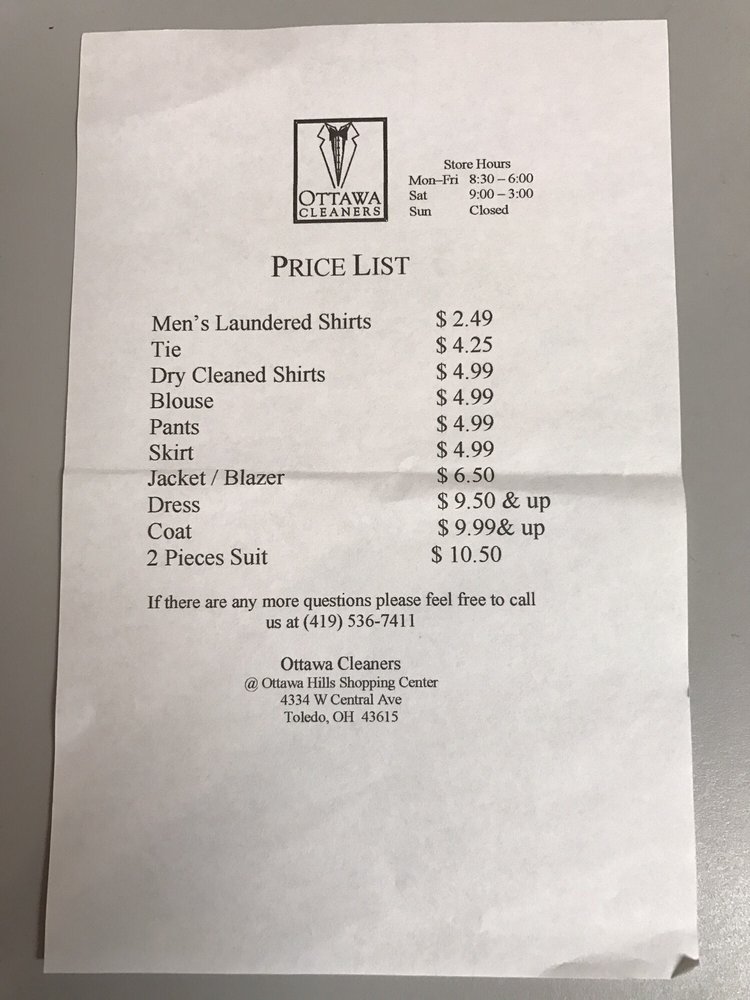 OTTAWA
CLEANERS
Store Hours
Mon–Fri 8:30 – 6:00
Sat 9:00 – 3:00
Sun Closed
PRICE LIST
Men's Laundered Shirts $ 2.49
Tie $ 4.25
Dry Cleaned Shirts $ 4.99
Blouse $ 4.99
Pants $ 4.99
Skirt $ 4.99
Jacket / Blazer $ 6.50
Dress $ 9.50 & up
Coat $ 9.99& up
2 Pieces Suit $ 10.50
If there are any more questions please feel free to call
us at (419) 536-7411
Ottawa Cleaners
@ Ottawa Hills Shopping Center
4334 W Central Ave
Toledo, OH 43615